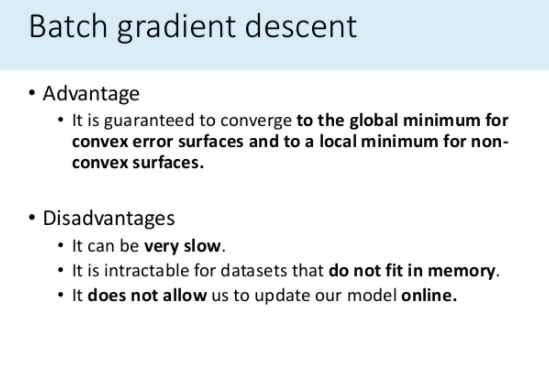 Batch gradient descent
• Advantage
• It is guaranteed to converge to the global minimum for
convex error surfaces and to a local minimum for non-
convex surfaces.
• Disadvantages
• It can be very slow.
• It is intractable for datasets that do not fit in memory.
• It does not allow us to update our model online.